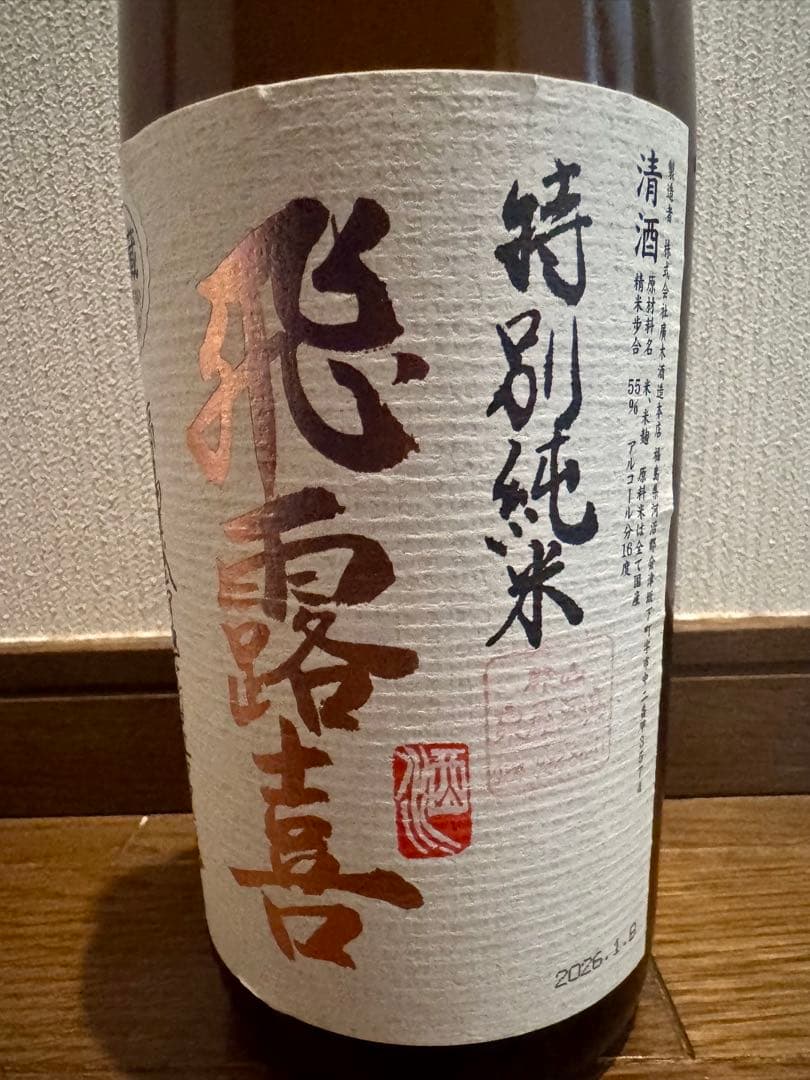 製造者 株式会社廣木酒造本店 福島県河沼郡会津坂下町字市中二番甲3574
清酒
原材料名 米、米麹 原料米は全て国産
精米歩合 55% アルコール分16度
特別純米
飛露喜
酒
2026.1.8